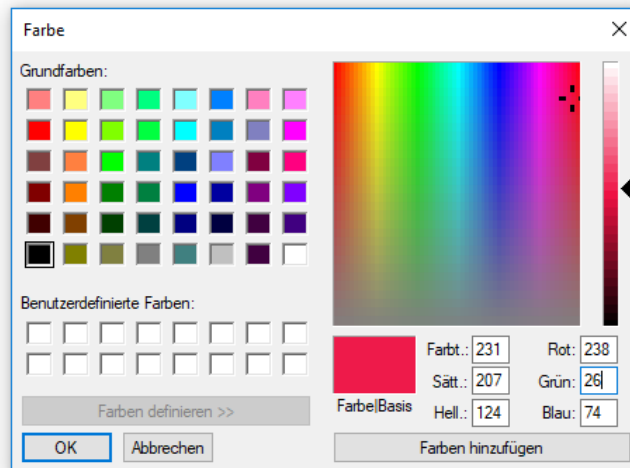 Farbe
Grundfarben:
Benutzerdefinierte Farben:
Farben definieren >>
OK Abbrechen
Farbe|Basis
Farbt.: 231 Rot: 238
Sätt.: 207 Grün: 26
Hell.: 124 Blau: 74
Farben hinzufügen